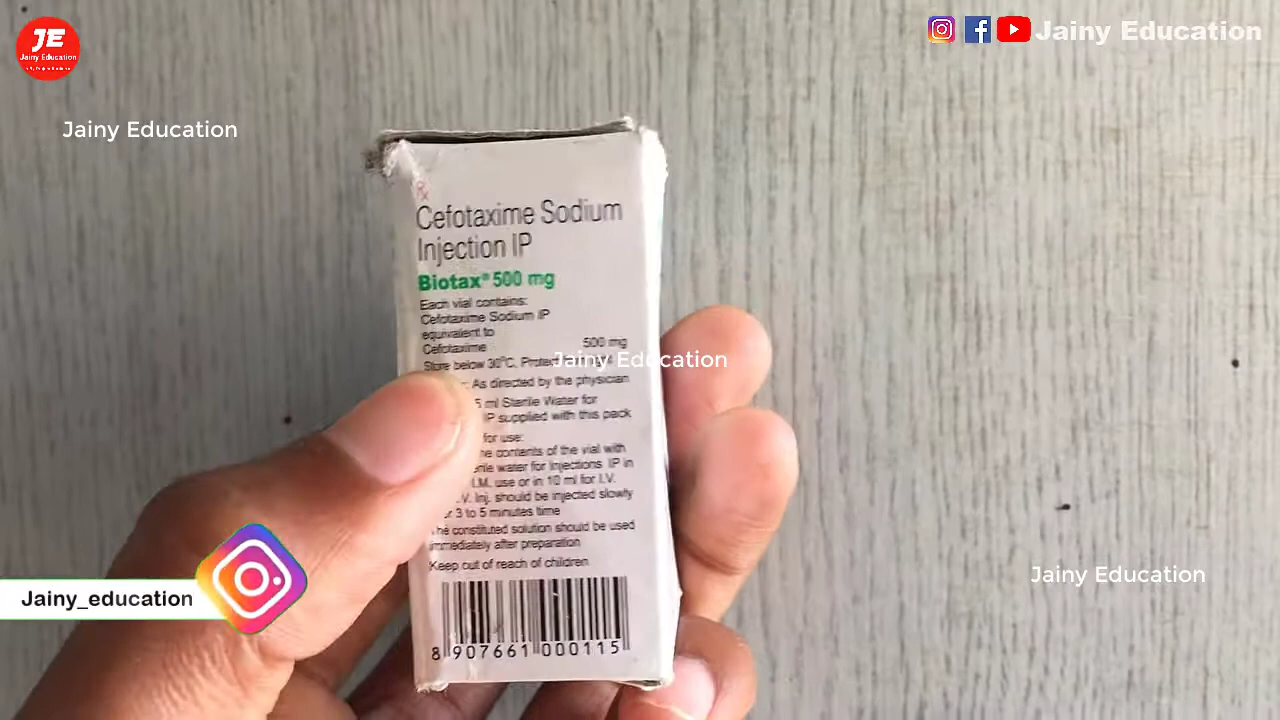 JE
Jainy Education
Jainy Education
Jainy Education
Rx
Cefotaxime Sodium
Injection IP
Biotax® 500 mg
Each vial contains:
Cefotaxime Sodium IP
equivalent to
Cefotaxime 500 mg
Store below 30°C. Protect
Jainy Education
As directed by the physician
5 ml Sterile Water for
IP supplied with this pack
for use:
contents of the vial with
water for Injections IP in
I.M. use or in 10 ml for I.V.
Inj. should be injected slowly
3 to 5 minutes time
The constituted solution should be used
immediately after preparation
Keep out of reach of children
8 907661 000115
Jainy Education
Jainy_education